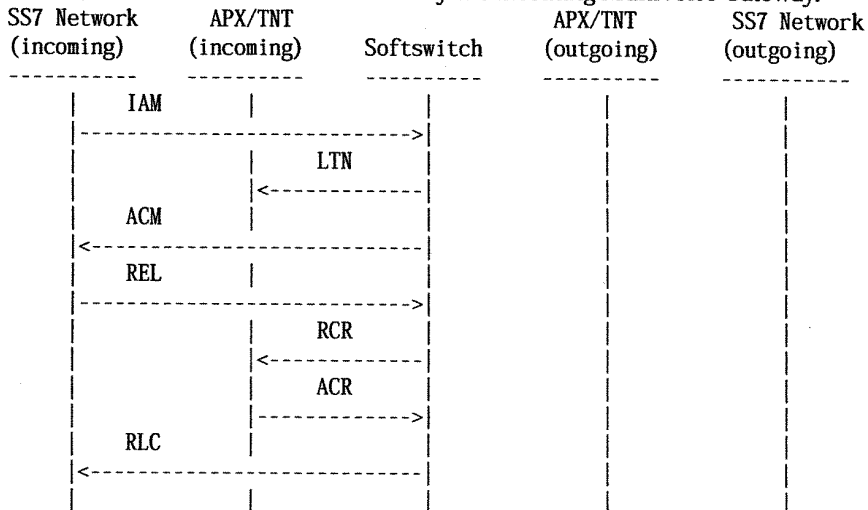 SS7 Network APX/TNT APX/TNT SS7 Network
(incoming) (incoming) Softswitch (outgoing) (outgoing)
IAM
LTN
ACM
REL
RCR
ACR
RLC